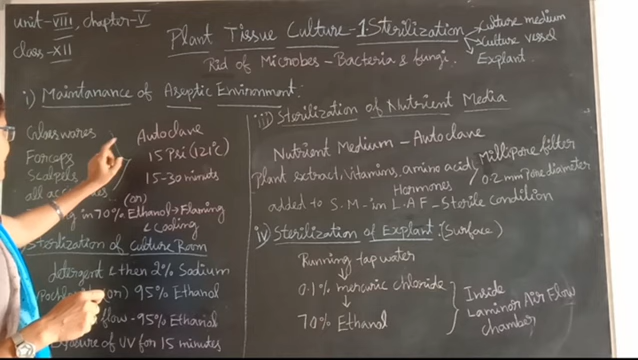 unit-VIII, chapter-V
class-XII
Plant Tissue Culture-1 Sterilization
Culture medium
Culture vessel
Explant
Rid of Microbes - Bacteria & fungi.
i) Maintanance of Aseptic Environment.
Glasswares
Forceps
Scalpels
all
Autoclave
15 Psi (121°C)
15-30 minuts
(or)
in 70% Ethanol → Flaming
& Cooling
Sterilization of Culture Room
detergent & then 2% Sodium
(or) 95% Ethanol
flow - 95% Ethanol
of UV for 15 minutes
iii) Sterilization of Nutrient Media
Nutrient Medium - Autoclave
Plant extract, Vitamins, amino acid,
Hormones
Millipore filter
0.2 mm Pore diameter
added to S.M - in L.A.F - Sterile Condition
iv) Sterilization of Explant (Surface)
Running tap water
0.1% mercuric chloride
70% Ethanol
Inside
Laminor Air Flow
chamber